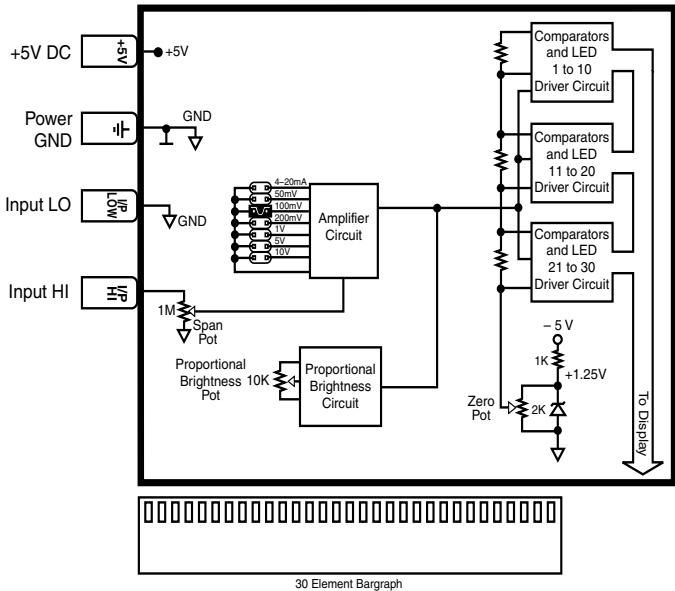 +5V DC
+5V
+5V
Power
GND
GND
Input LO
I/P
LOW
GND
Input HI
I/P
HI
1M
Span
Pot
4–20mA
50mV
100mV
200mV
1V
5V
10V
Amplifier
Circuit
Proportional
Brightness
Pot
10K
Proportional
Brightness
Circuit
Comparators
and LED
1 to 10
Driver Circuit
Comparators
and LED
11 to 20
Driver Circuit
Comparators
and LED
21 to 30
Driver Circuit
– 5 V
1K
+1.25V
Zero
Pot
2K
To Display
30 Element Bargraph